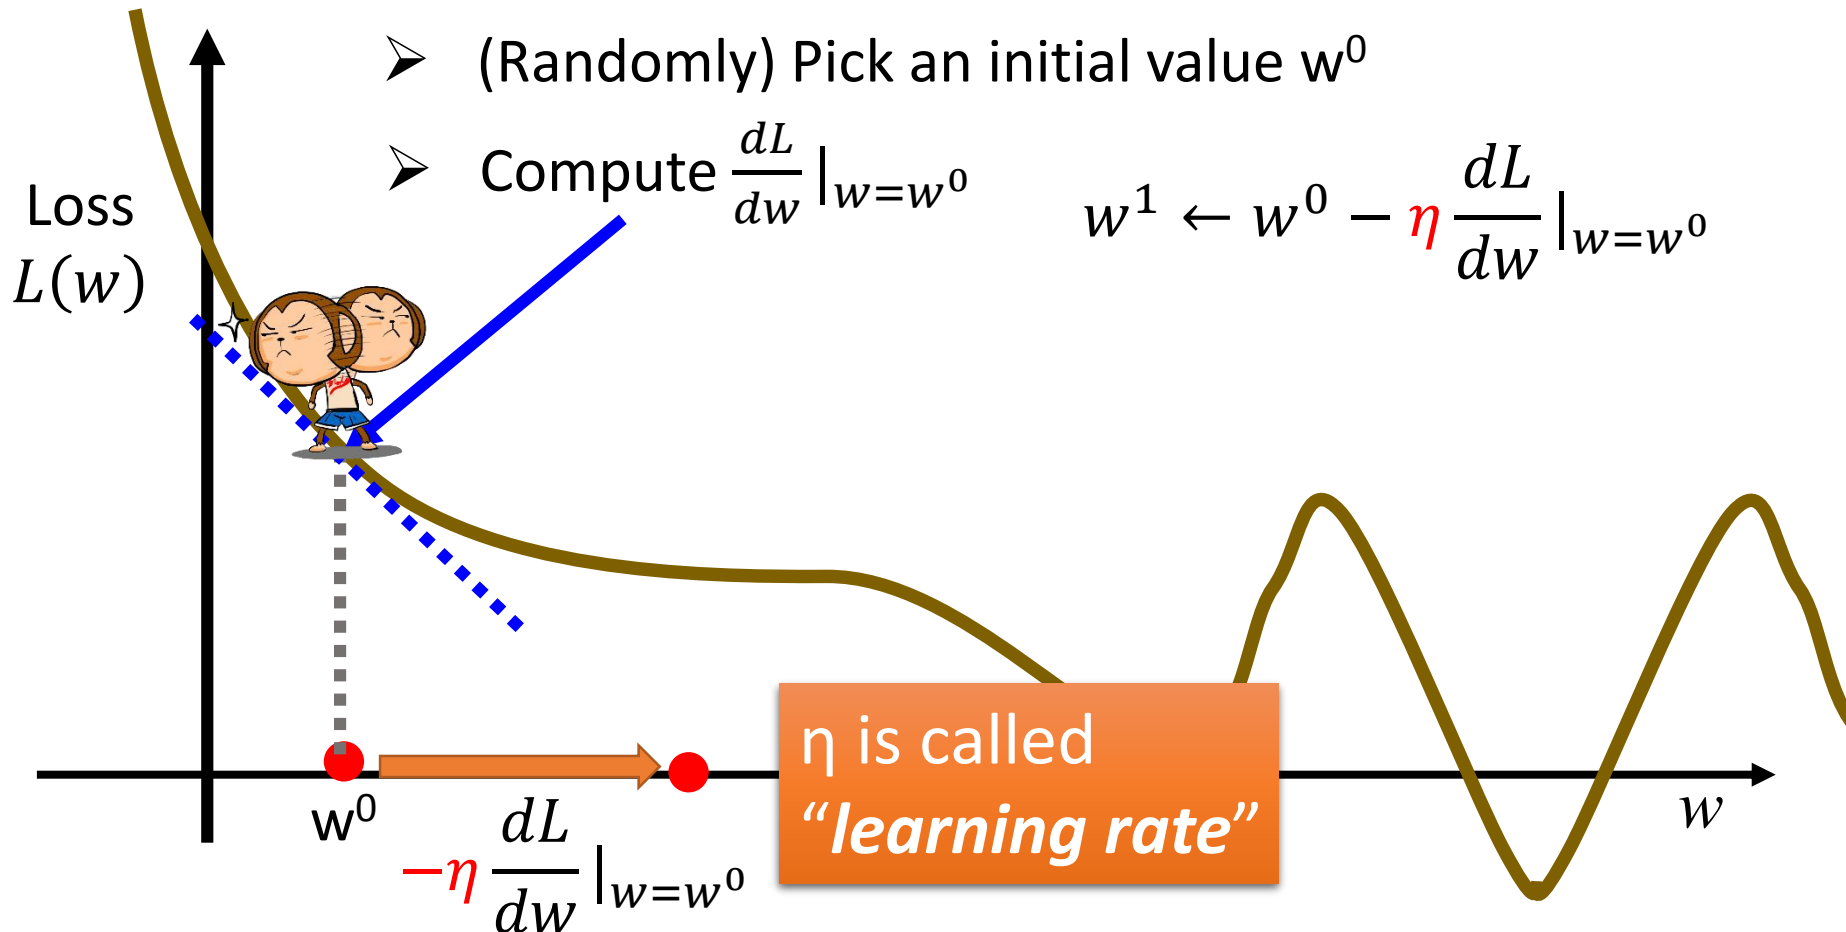 ➢ (Randomly) Pick an initial value w⁰
➢ Compute dL/dw |w=w⁰
w¹ ← w⁰ − η dL/dw |w=w⁰
Loss
L(w)
w⁰
−η dL/dw |w=w⁰
η is called
“learning rate”
w